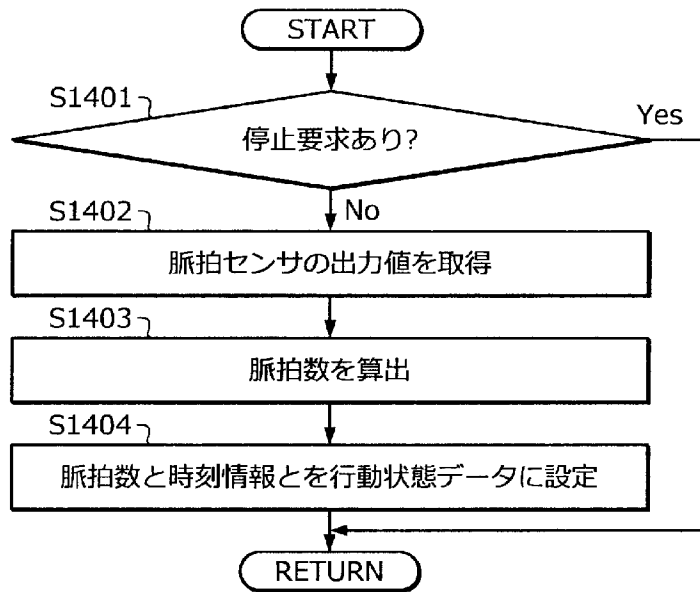 START
S1401
停止要求あり?
Yes
No
S1402
脈拍センサの出力値を取得
S1403
脈拍数を算出
S1404
脈拍数と時刻情報とを行動状態データに設定
RETURN